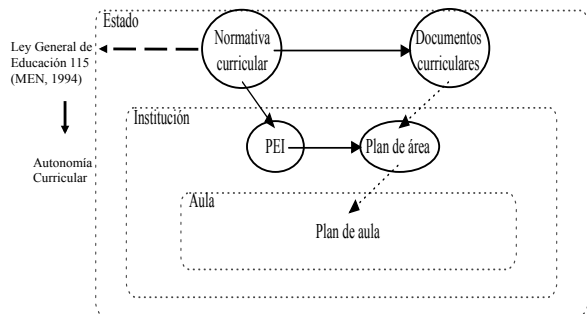 Estado
Ley General de
Educación 115
(MEN, 1994)
Autonomía
Curricular
Normativa
curricular
Documentos
curriculares
Institución
PEI
Plan de área
Aula
Plan de aula